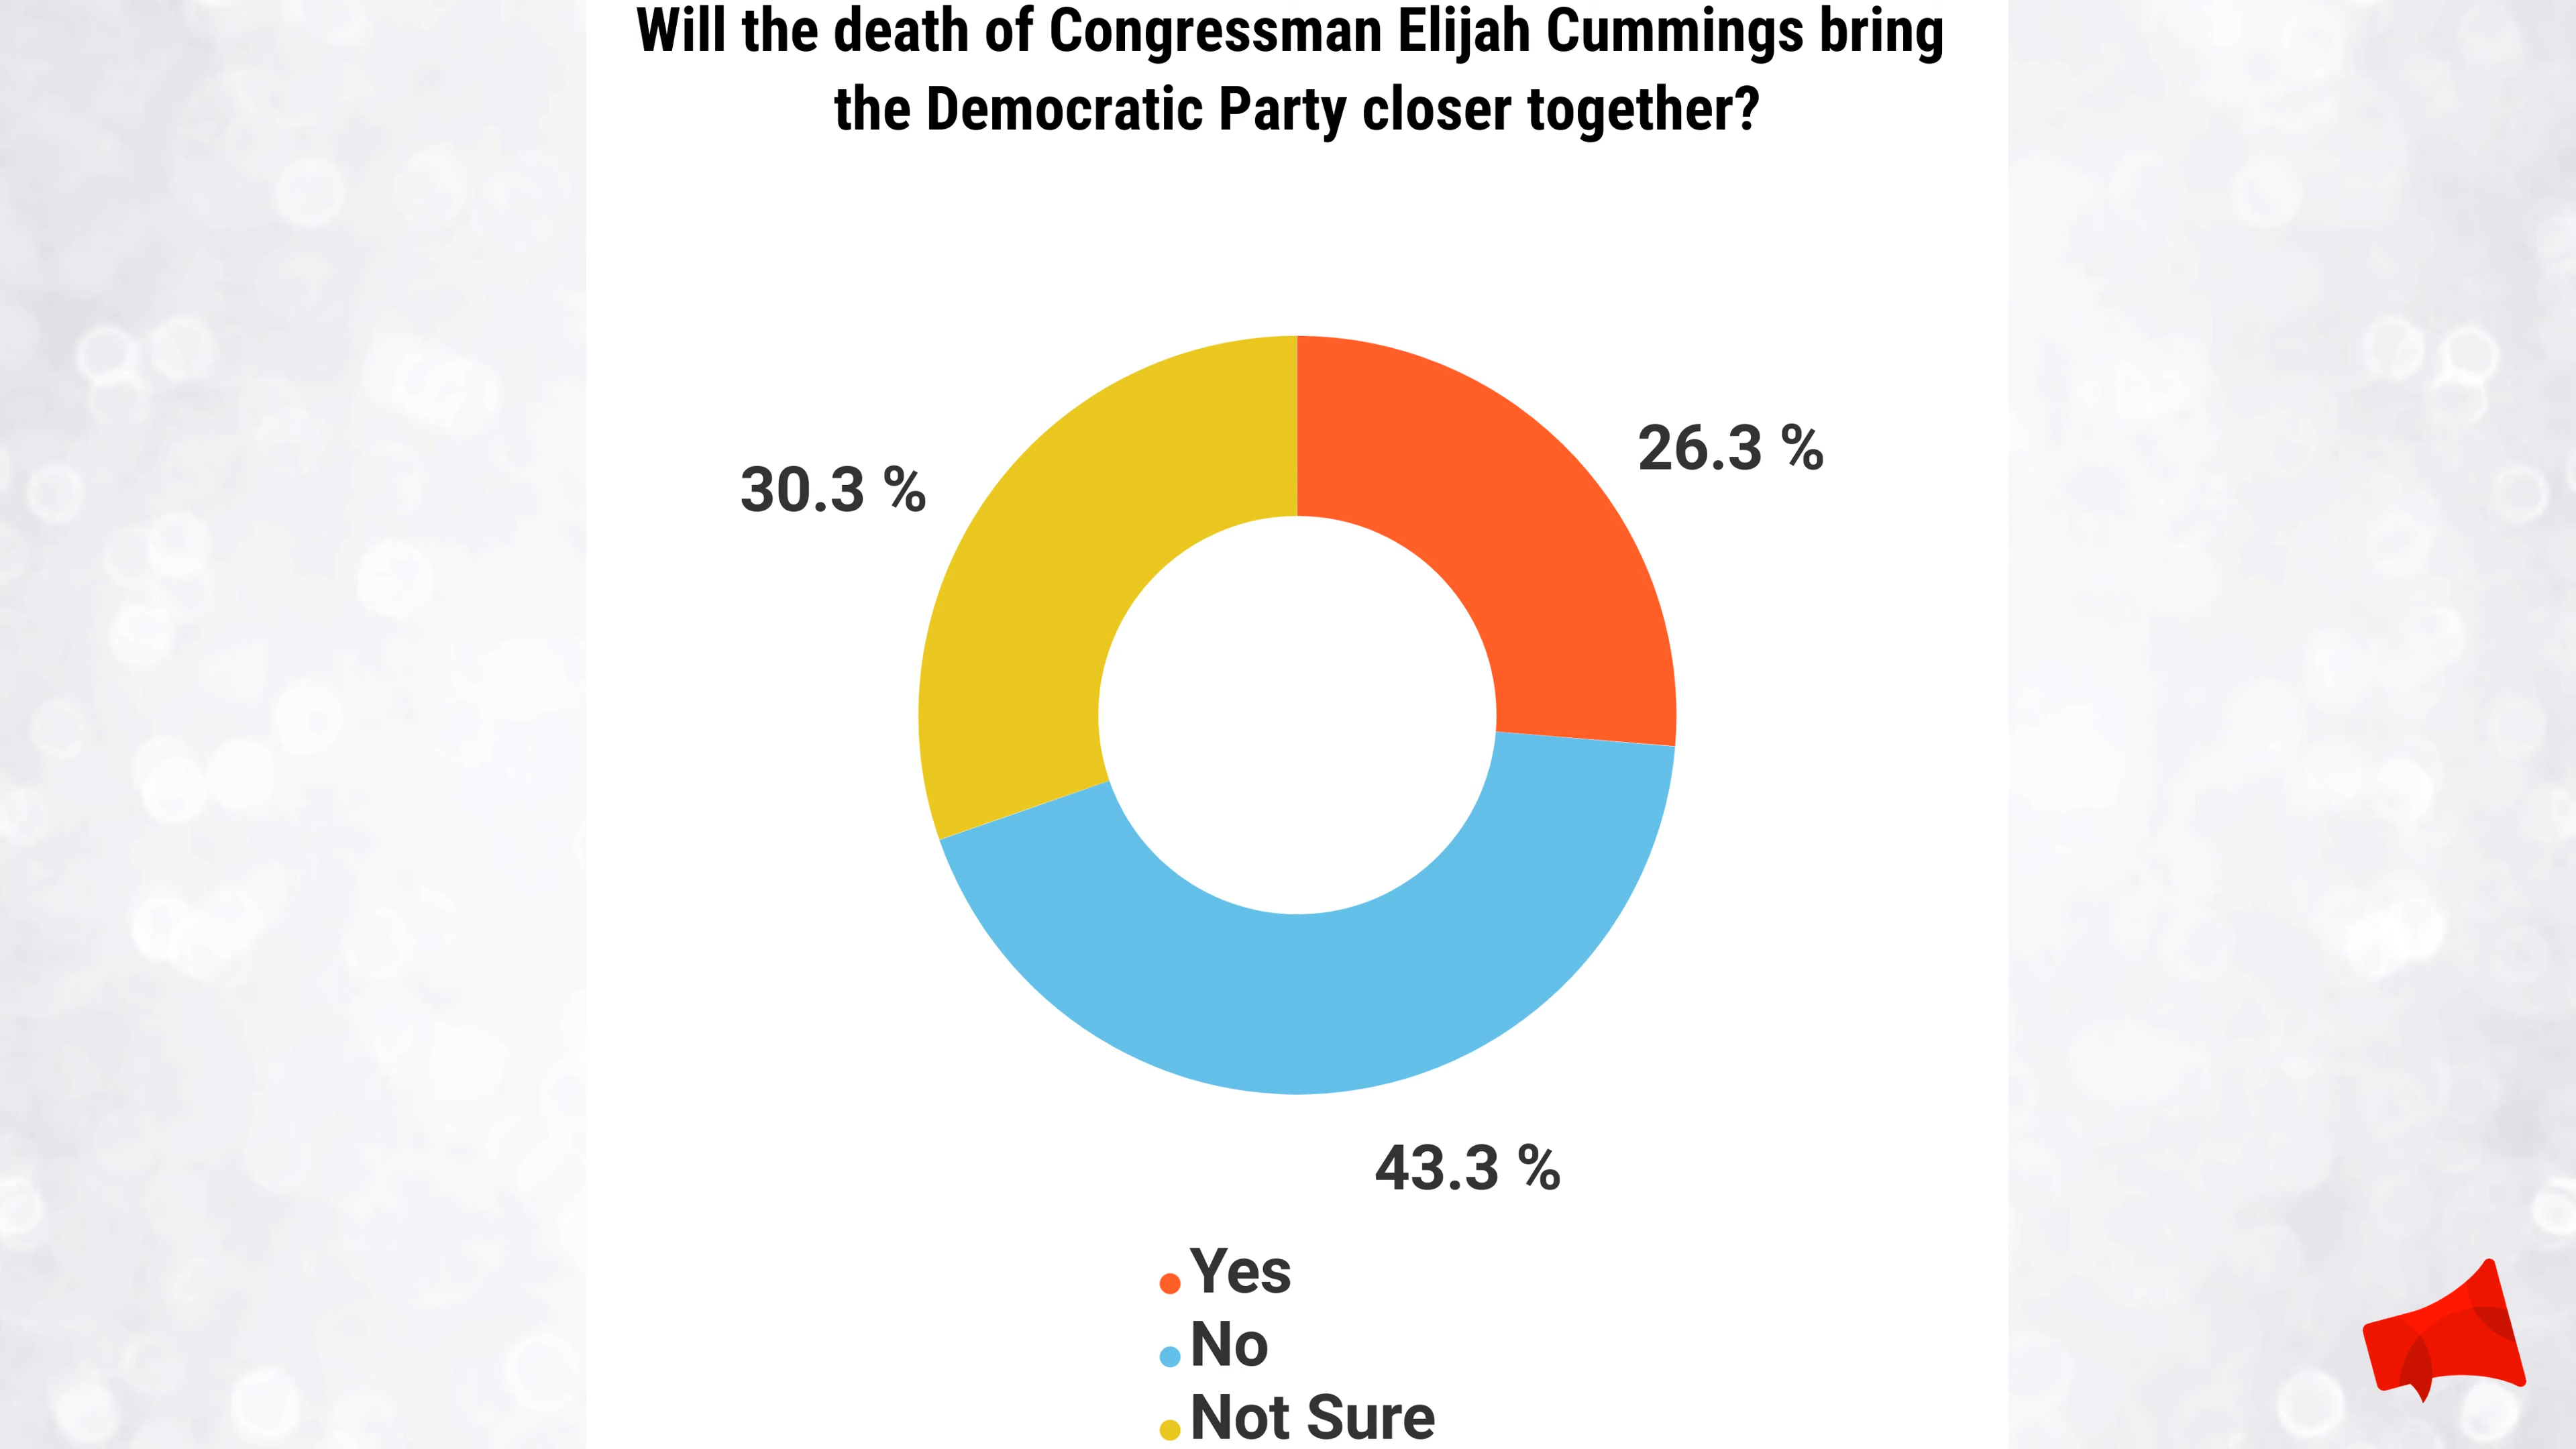 Will the death of Congressman Elijah Cummings bring
the Democratic Party closer together?
26.3 %
30.3 %
43.3 %
Yes
No
Not Sure